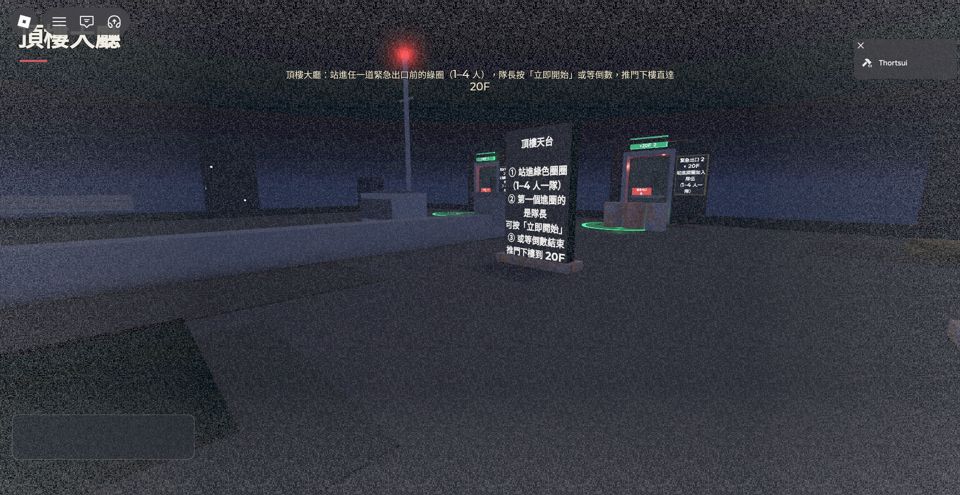 頂樓大廳
Thortsui
頂樓大廳：站進任一道緊急出口前的綠圈（1–4 人），隊長按「立即開始」或等倒數，推門下樓直達
20F
頂樓天台
① 站進綠色圈圈
（1–4 人一隊）
② 第一個進圈的
是隊長
可按「立即開始」
③ 或等倒數結束
推門下樓到 20F
緊急出口 2